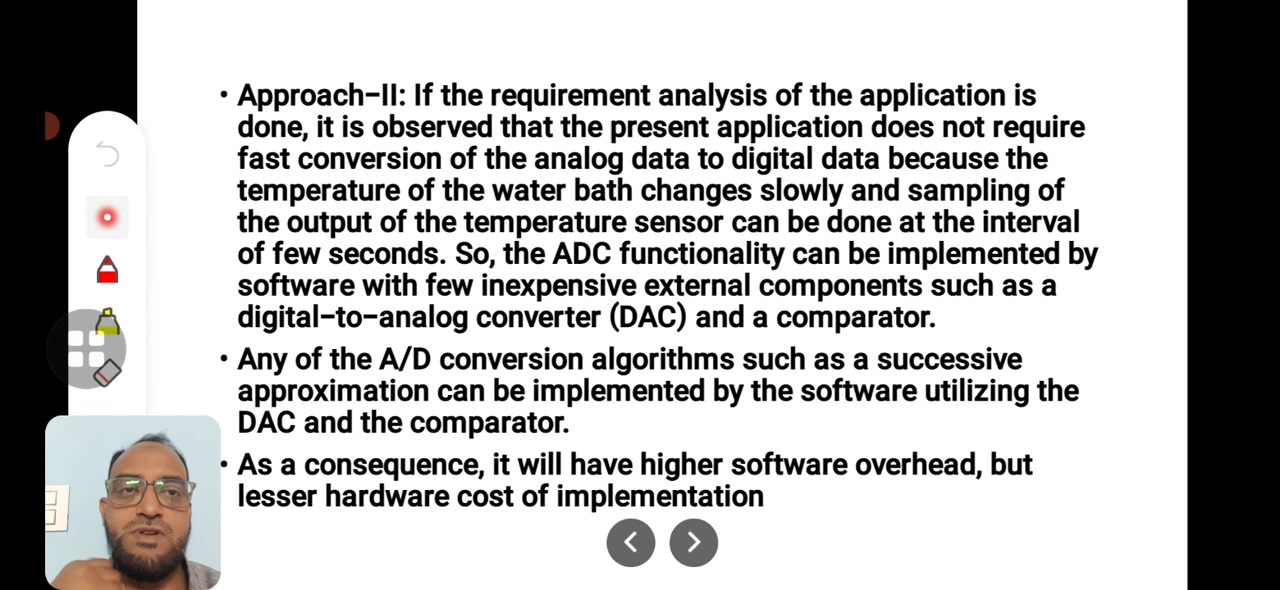 • Approach–II: If the requirement analysis of the application is
done, it is observed that the present application does not require
fast conversion of the analog data to digital data because the
temperature of the water bath changes slowly and sampling of
the output of the temperature sensor can be done at the interval
of few seconds. So, the ADC functionality can be implemented by
software with few inexpensive external components such as a
digital–to–analog converter (DAC) and a comparator.
• Any of the A/D conversion algorithms such as a successive
approximation can be implemented by the software utilizing the
DAC and the comparator.
• As a consequence, it will have higher software overhead, but
lesser hardware cost of implementation